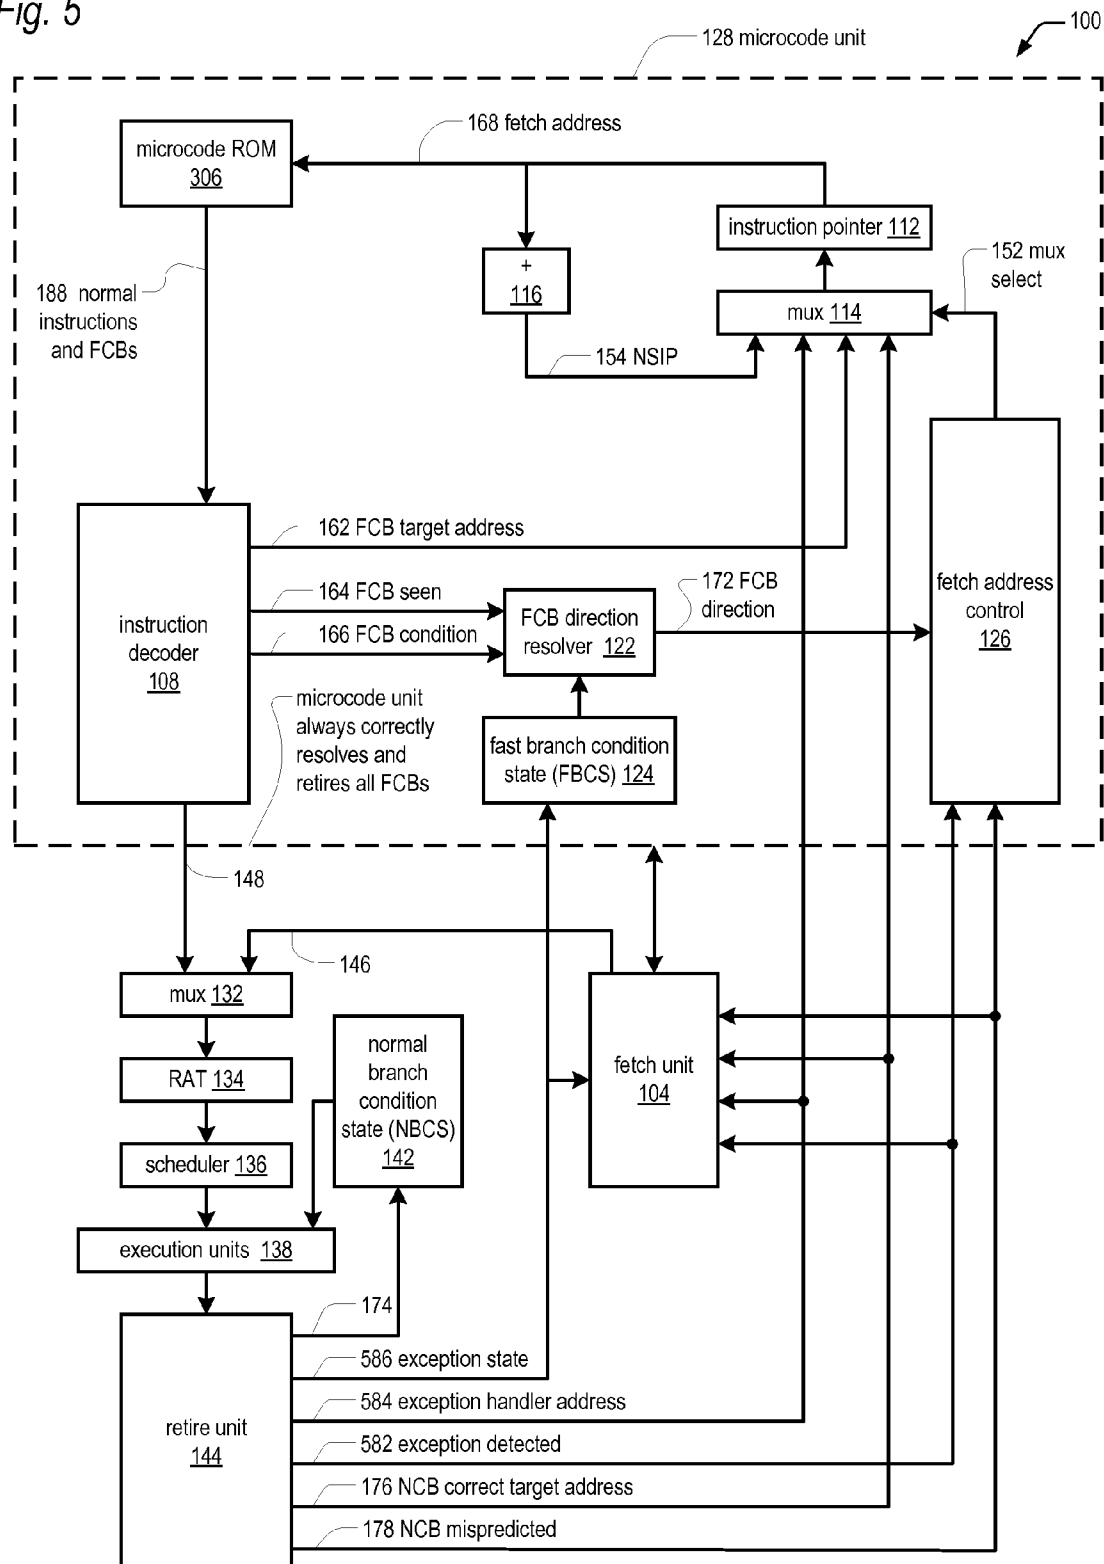 Fig. 5
100
128 microcode unit
168 fetch address
microcode ROM
306
instruction pointer 112
152 mux
select
+
116
188 normal
instructions
and FCBs
mux 114
154 NSIP
162 FCB target address
164 FCB seen
166 FCB condition
172 FCB
direction
FCB direction
resolver 122
fetch address
control
126
instruction
decoder
108
microcode unit
always correctly
resolves and
retires all FCBs
fast branch condition
state (FBCS) 124
148
146
mux 132
normal
branch
condition
state (NBCS)
142
fetch unit
104
RAT 134
scheduler 136
execution units 138
174
586 exception state
584 exception handler address
retire unit
144
582 exception detected
176 NCB correct target address
178 NCB mispredicted